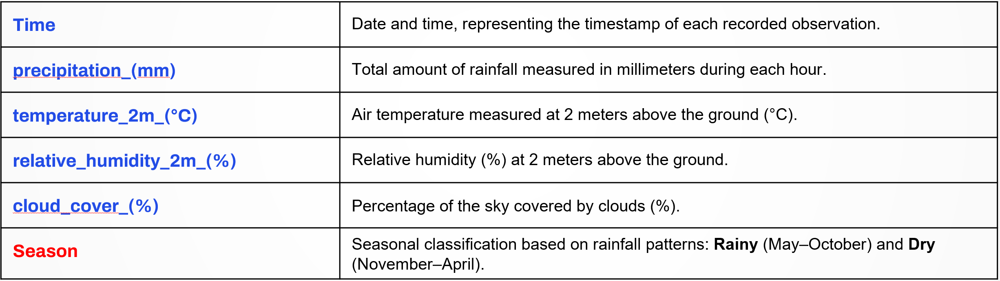 Time
Date and time, representing the timestamp of each recorded observation.
precipitation_(mm)
Total amount of rainfall measured in millimeters during each hour.
temperature_2m_(°C)
Air temperature measured at 2 meters above the ground (°C).
relative_humidity_2m_(%)
Relative humidity (%) at 2 meters above the ground.
cloud_cover_(%)
Percentage of the sky covered by clouds (%).
Season
Seasonal classification based on rainfall patterns: Rainy (May–October) and Dry
(November–April).